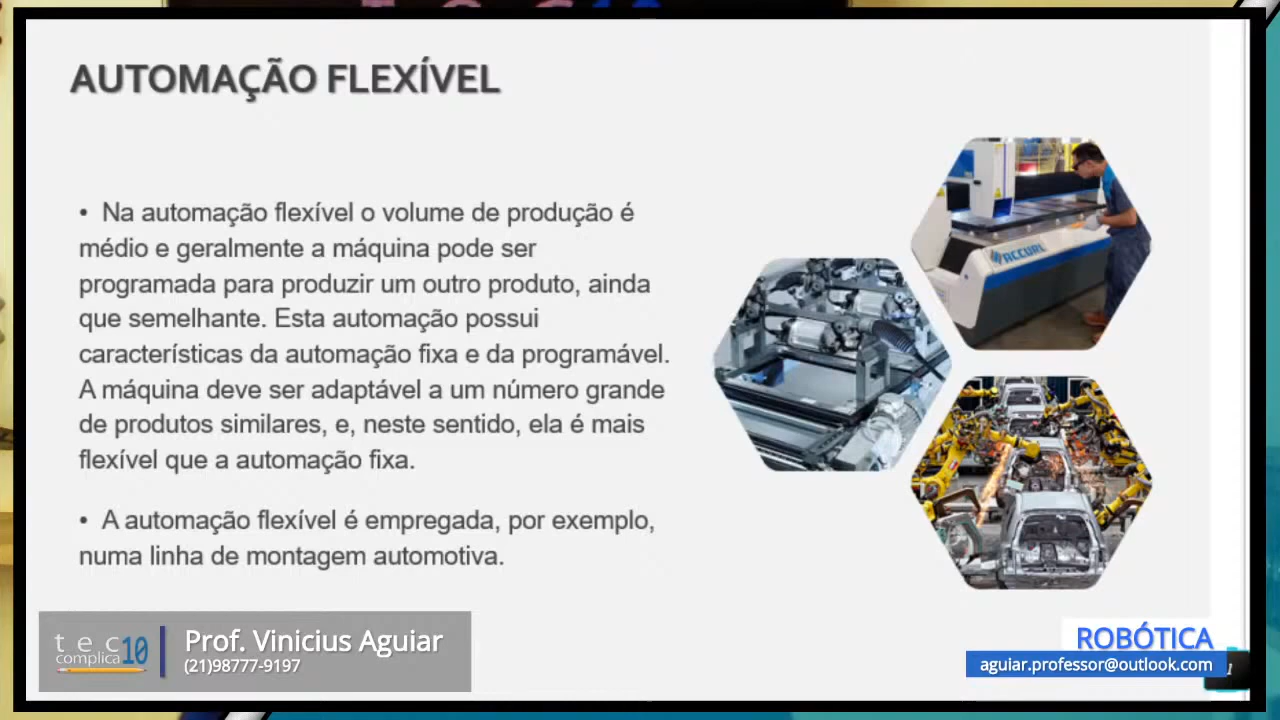 AUTOMAÇÃO FLEXÍVEL
• Na automação flexível o volume de produção é
médio e geralmente a máquina pode ser
programada para produzir um outro produto, ainda
que semelhante. Esta automação possui
características da automação fixa e da programável.
A máquina deve ser adaptável a um número grande
de produtos similares, e, neste sentido, ela é mais
flexível que a automação fixa.
• A automação flexível é empregada, por exemplo,
numa linha de montagem automotiva.
ACCURL
tec
complica10
Prof. Vinicius Aguiar
(21)98777-9197
ROBÓTICA
aguiar.professor@outlook.com